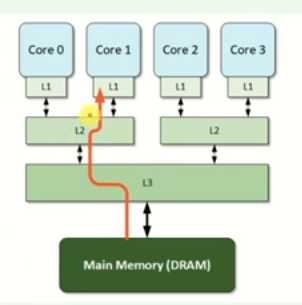 Core 0 Core 1 Core 2 Core 3
L1 L1 L1 L1
L2 L2
L3
Main Memory (DRAM)